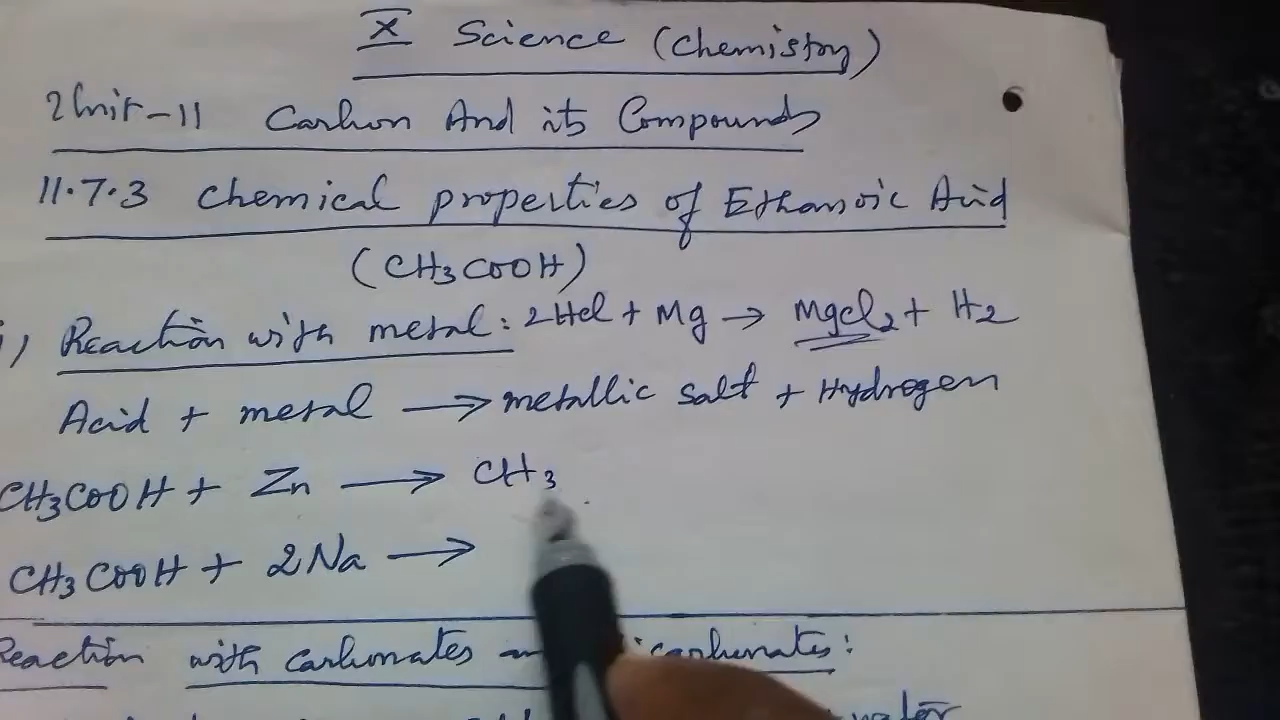 X Science (Chemistry)
Unit-11 Carbon And its Compounds
11.7.3 Chemical properties of Ethanoic Acid
(CH3COOH)
i) Reaction with metal: 2HCl + Mg → MgCl2 + H2
Acid + metal → metallic salt + Hydrogen
CH3COOH + Zn → CH3
CH3COOH + 2Na →
Reaction with carbonates
water